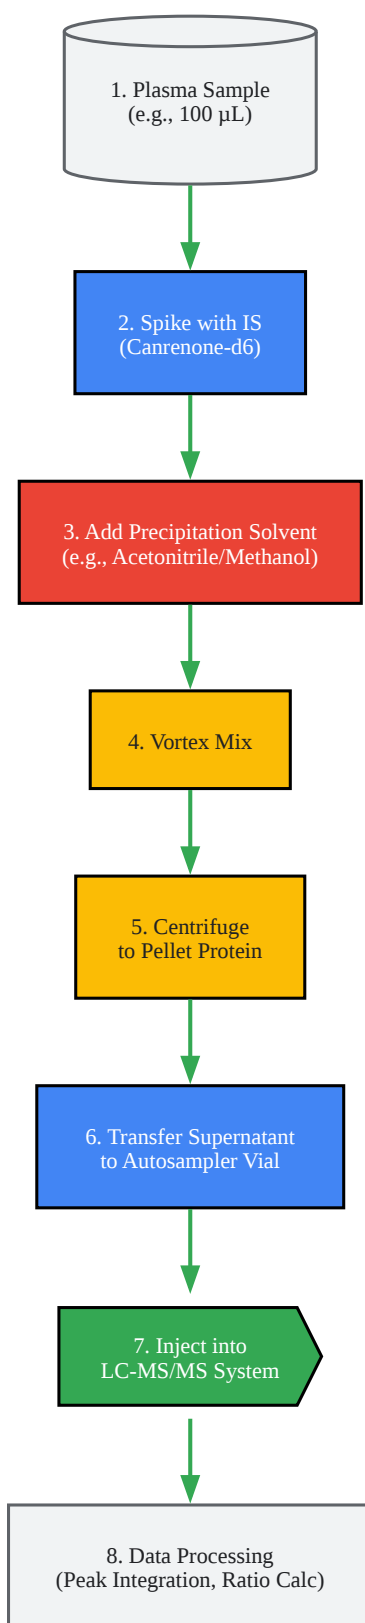 1. Plasma Sample
(e.g., 100 µL)
2. Spike with IS
(Canrenone-d6)
3. Add Precipitation Solvent
(e.g., Acetonitrile/Methanol)
4. Vortex Mix
5. Centrifuge
to Pellet Protein
6. Transfer Supernatant
to Autosampler Vial
7. Inject into
LC-MS/MS System
8. Data Processing
(Peak Integration, Ratio Calc)